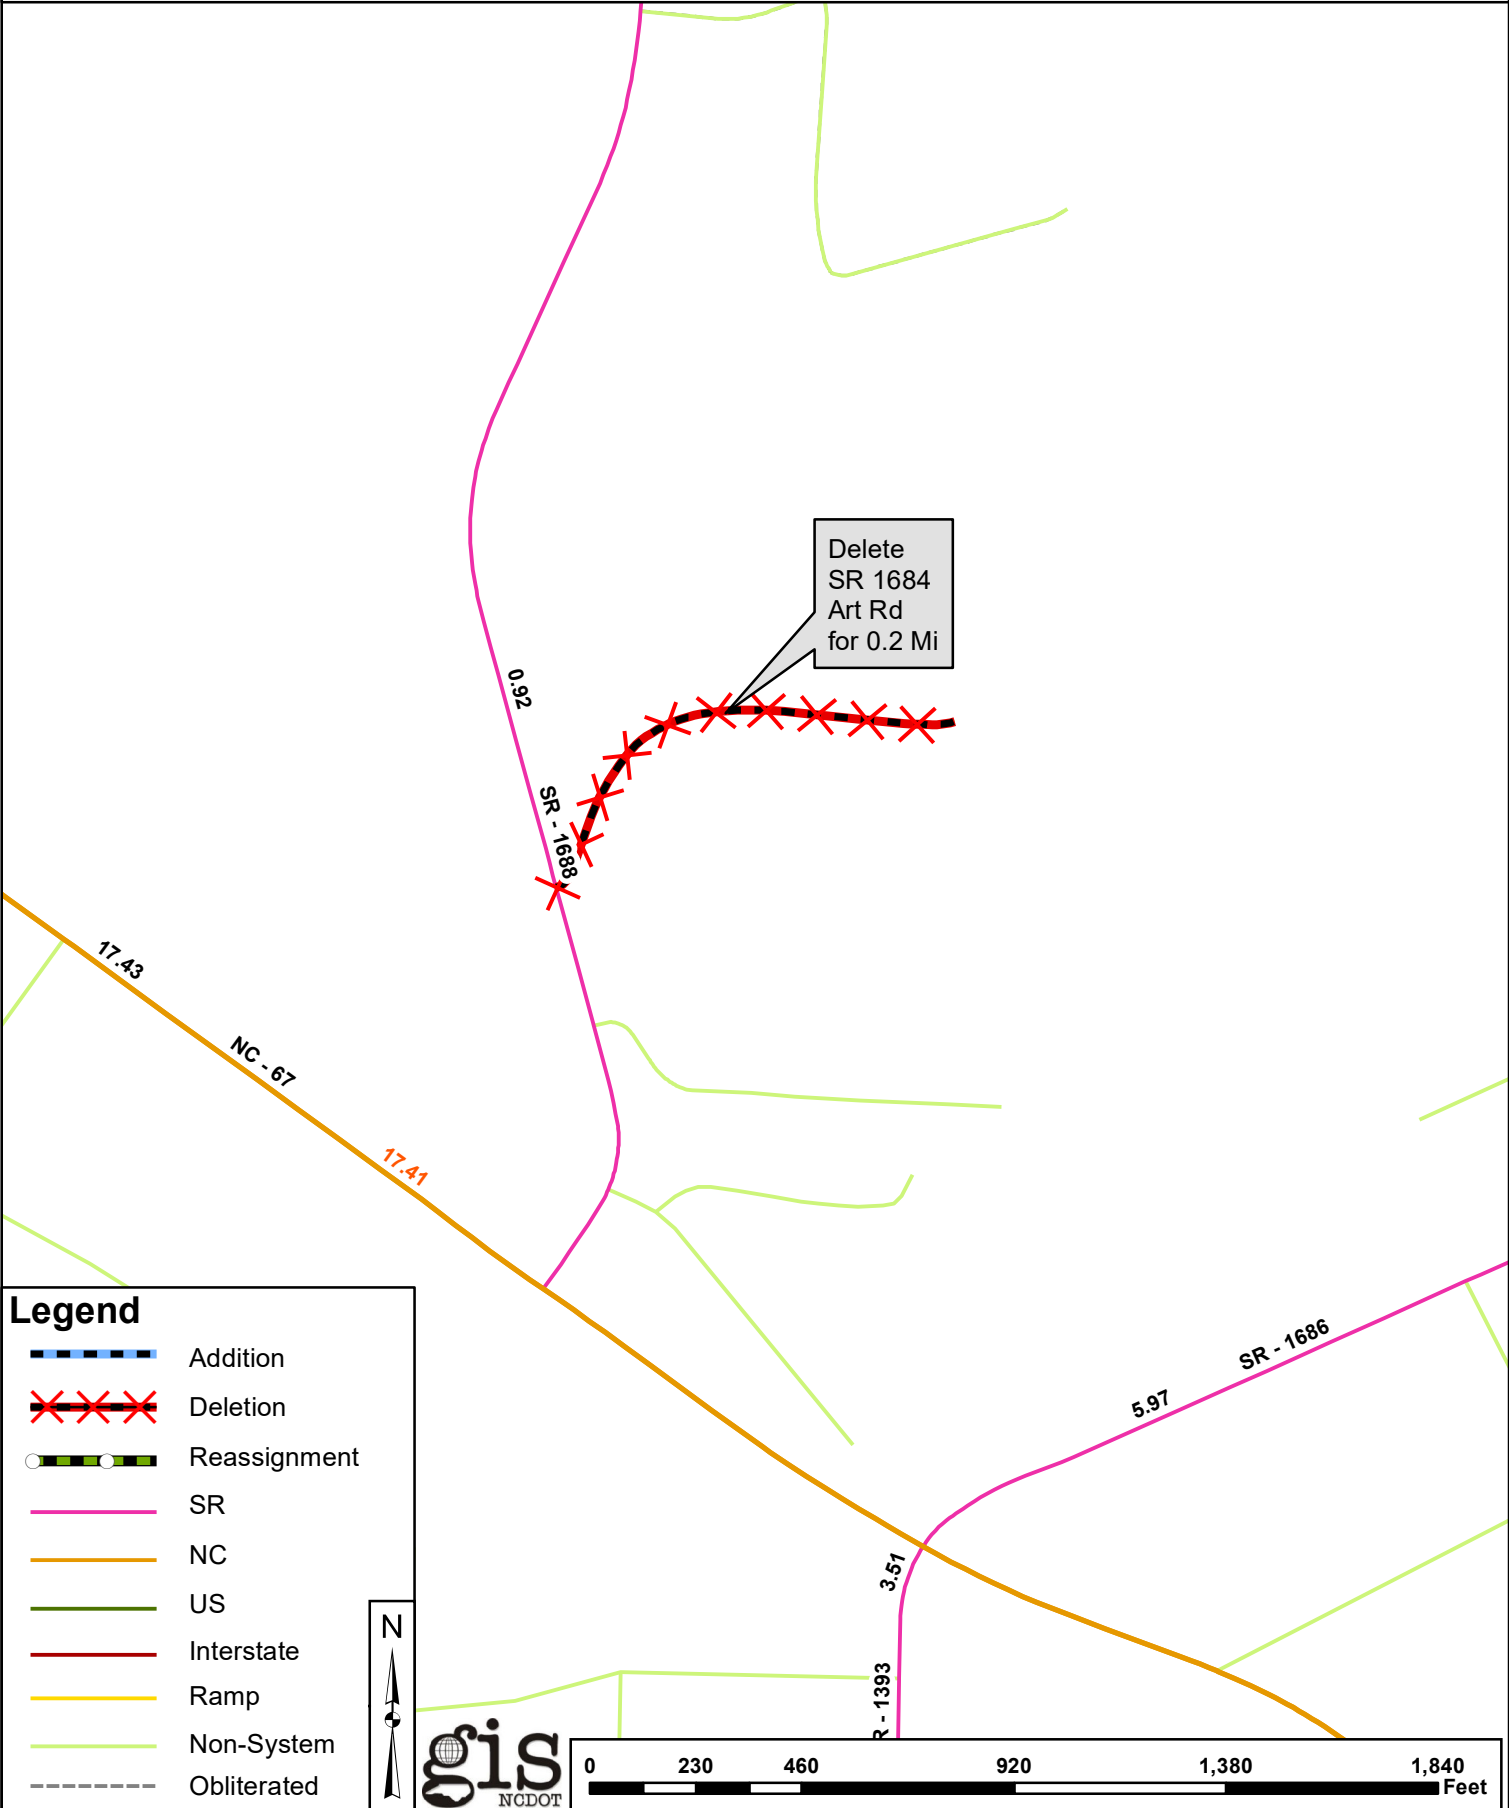 Delete
SR 1684
Art Rd
for 0.2 Mi
0.92
SR - 1688
17.43
NC - 67
17.41
SR - 1686
5.97
3.51
R - 1393
Legend
Addition
Deletion
Reassignment
SR
NC
US
Interstate
Ramp
Non-System
Obliterated
N
gis
NCDOT
0 230 460 920 1,380 1,840
Feet